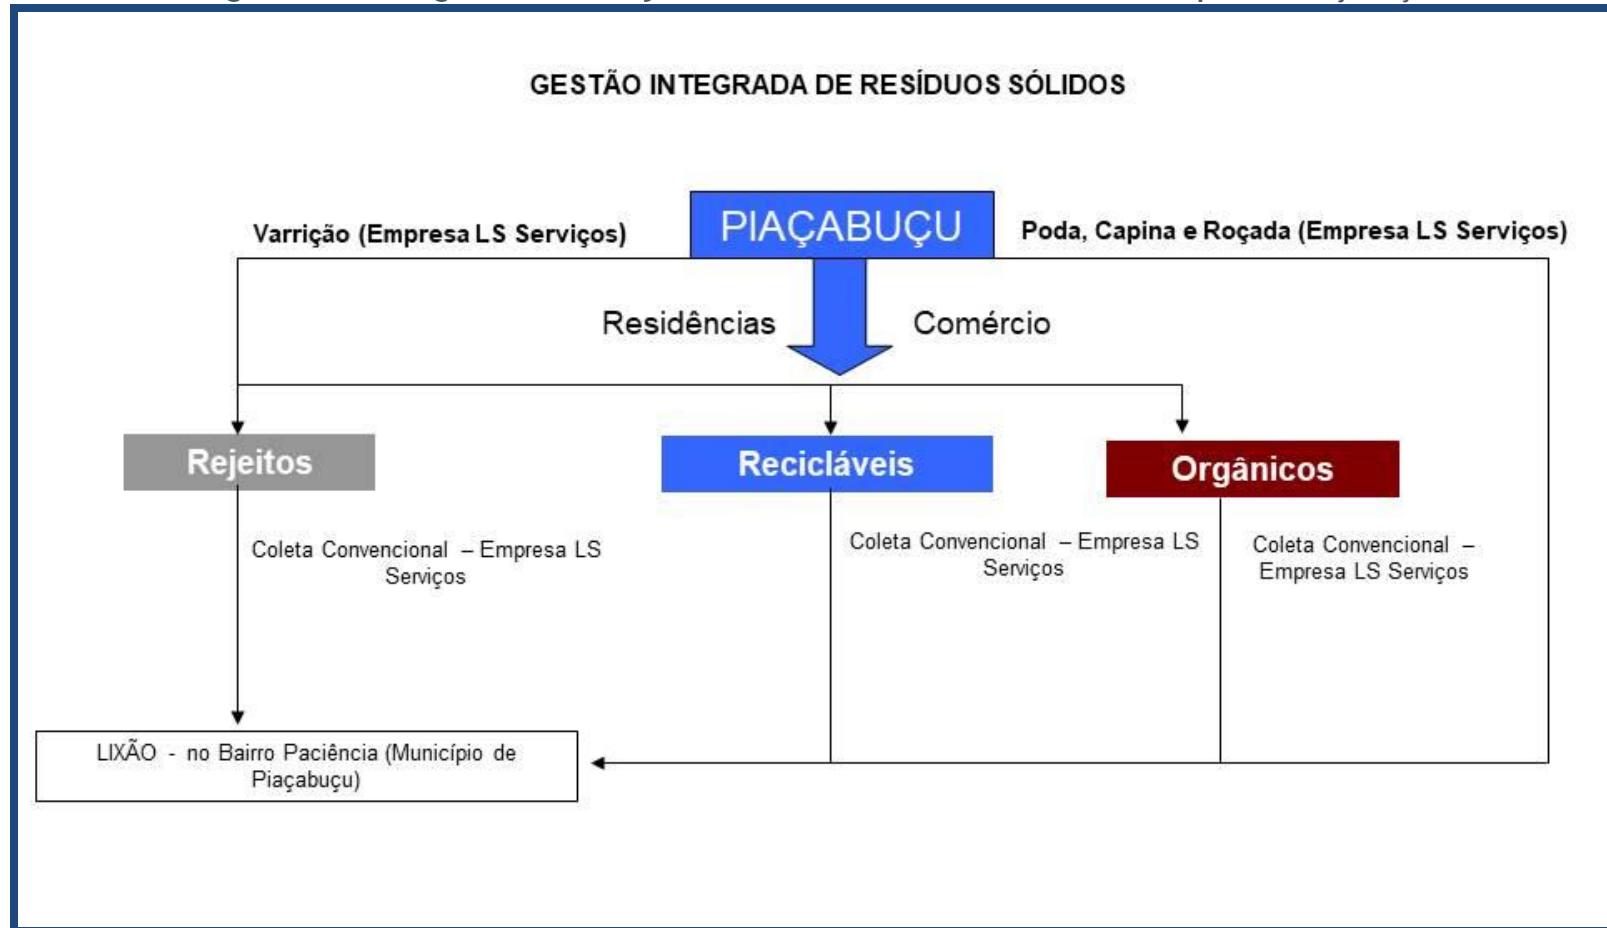 GESTÃO INTEGRADA DE RESÍDUOS SÓLIDOS
Varrição (Empresa LS Serviços)
PIAÇABUÇU
Poda, Capina e Roçada (Empresa LS Serviços)
Residências
Comércio
Rejeitos
Recicláveis
Orgânicos
Coleta Convencional – Empresa LS
Serviços
Coleta Convencional – Empresa LS
Serviços
Coleta Convencional –
Empresa LS Serviços
LIXÃO - no Bairro Paciência (Município de
Piaçabuçu)